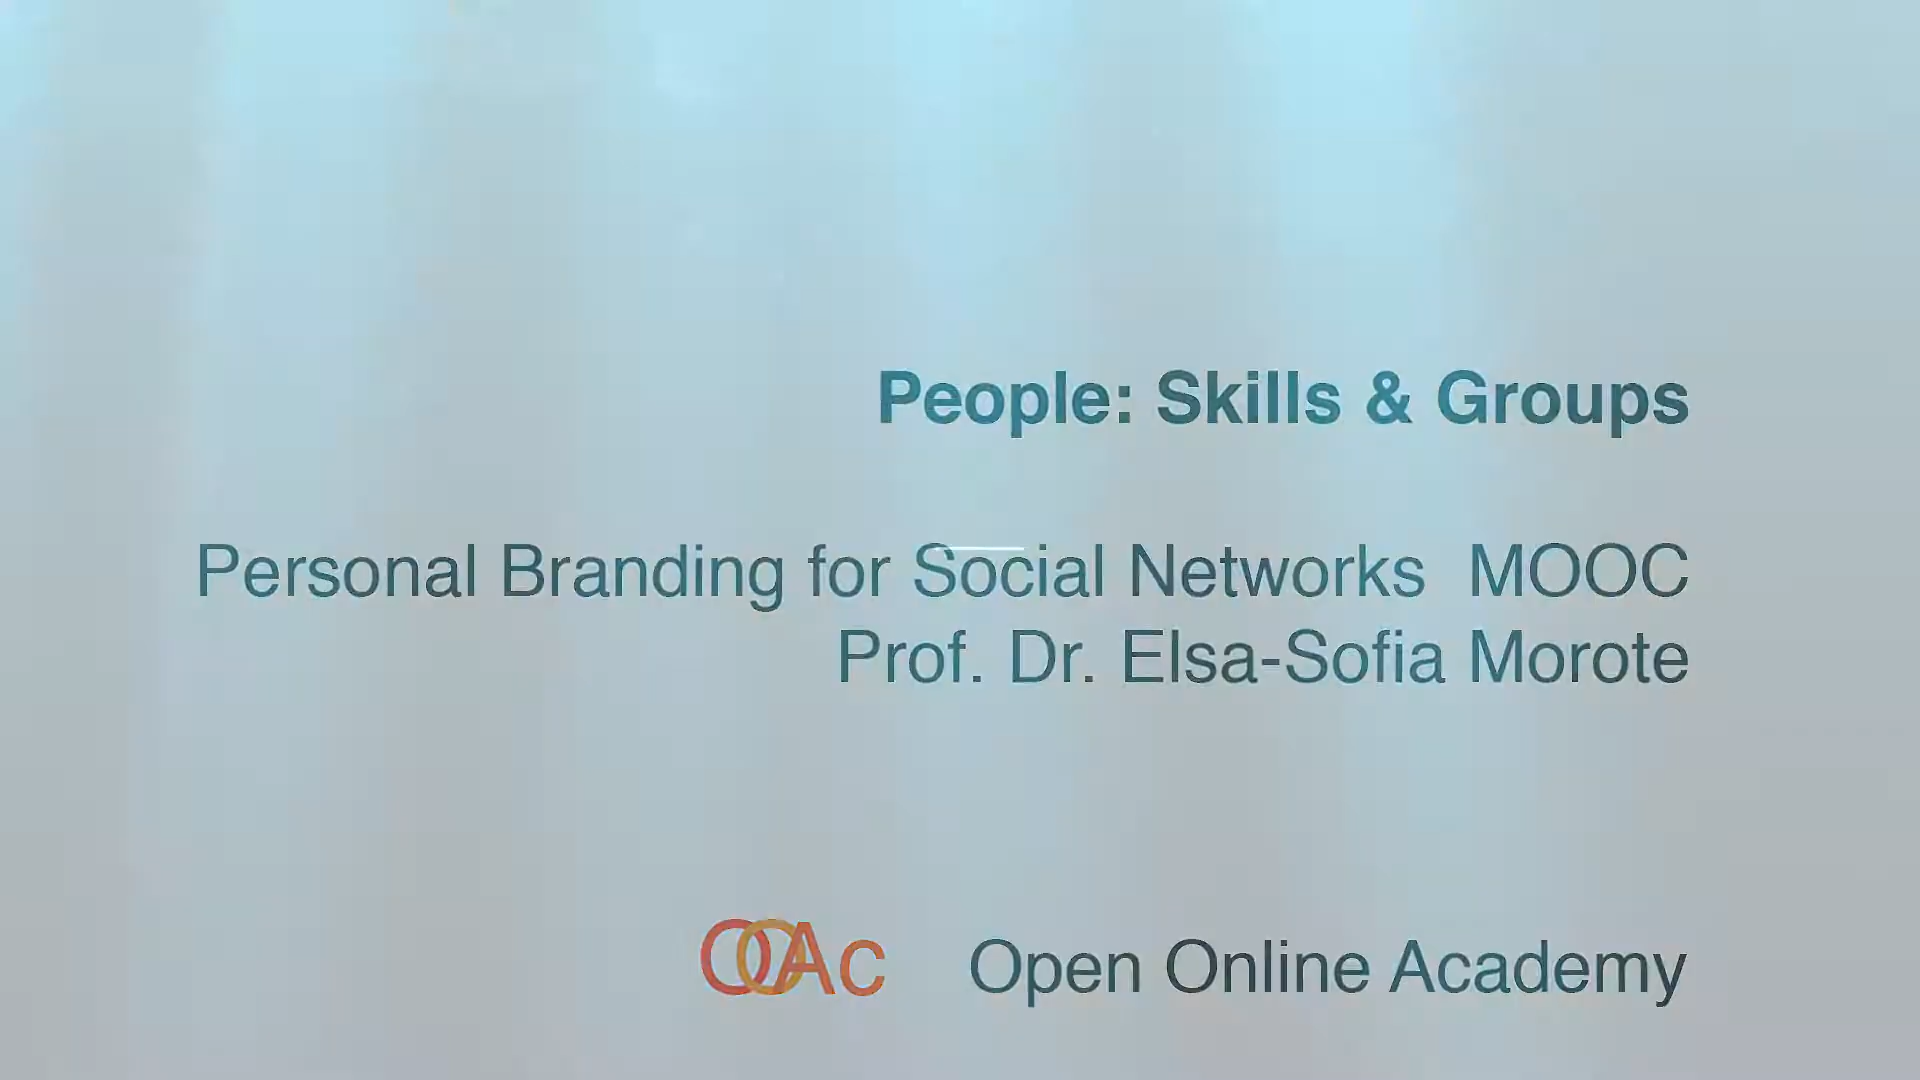 People: Skills & Groups
Personal Branding for Social Networks MOOC
Prof. Dr. Elsa-Sofia Morote
OOAc Open Online Academy